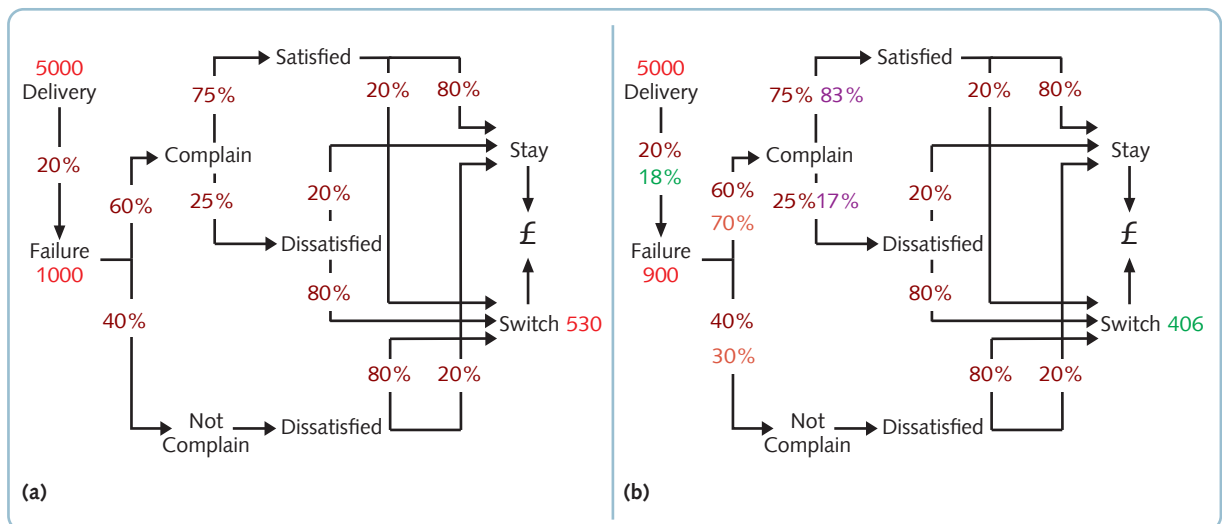 5000
Delivery
20%
Failure
1000
60%
40%
Complain
75%
25%
Satisfied
20%
80%
Dissatisfied
20%
80%
Not
Complain
Dissatisfied
80%
20%
Stay
£
Switch 530
(a)
5000
Delivery
20%
18%
Failure
900
60%
70%
40%
30%
Complain
75% 83%
25% 17%
Satisfied
20%
80%
Dissatisfied
20%
80%
Not
Complain
Dissatisfied
80%
20%
Stay
£
Switch 406
(b)